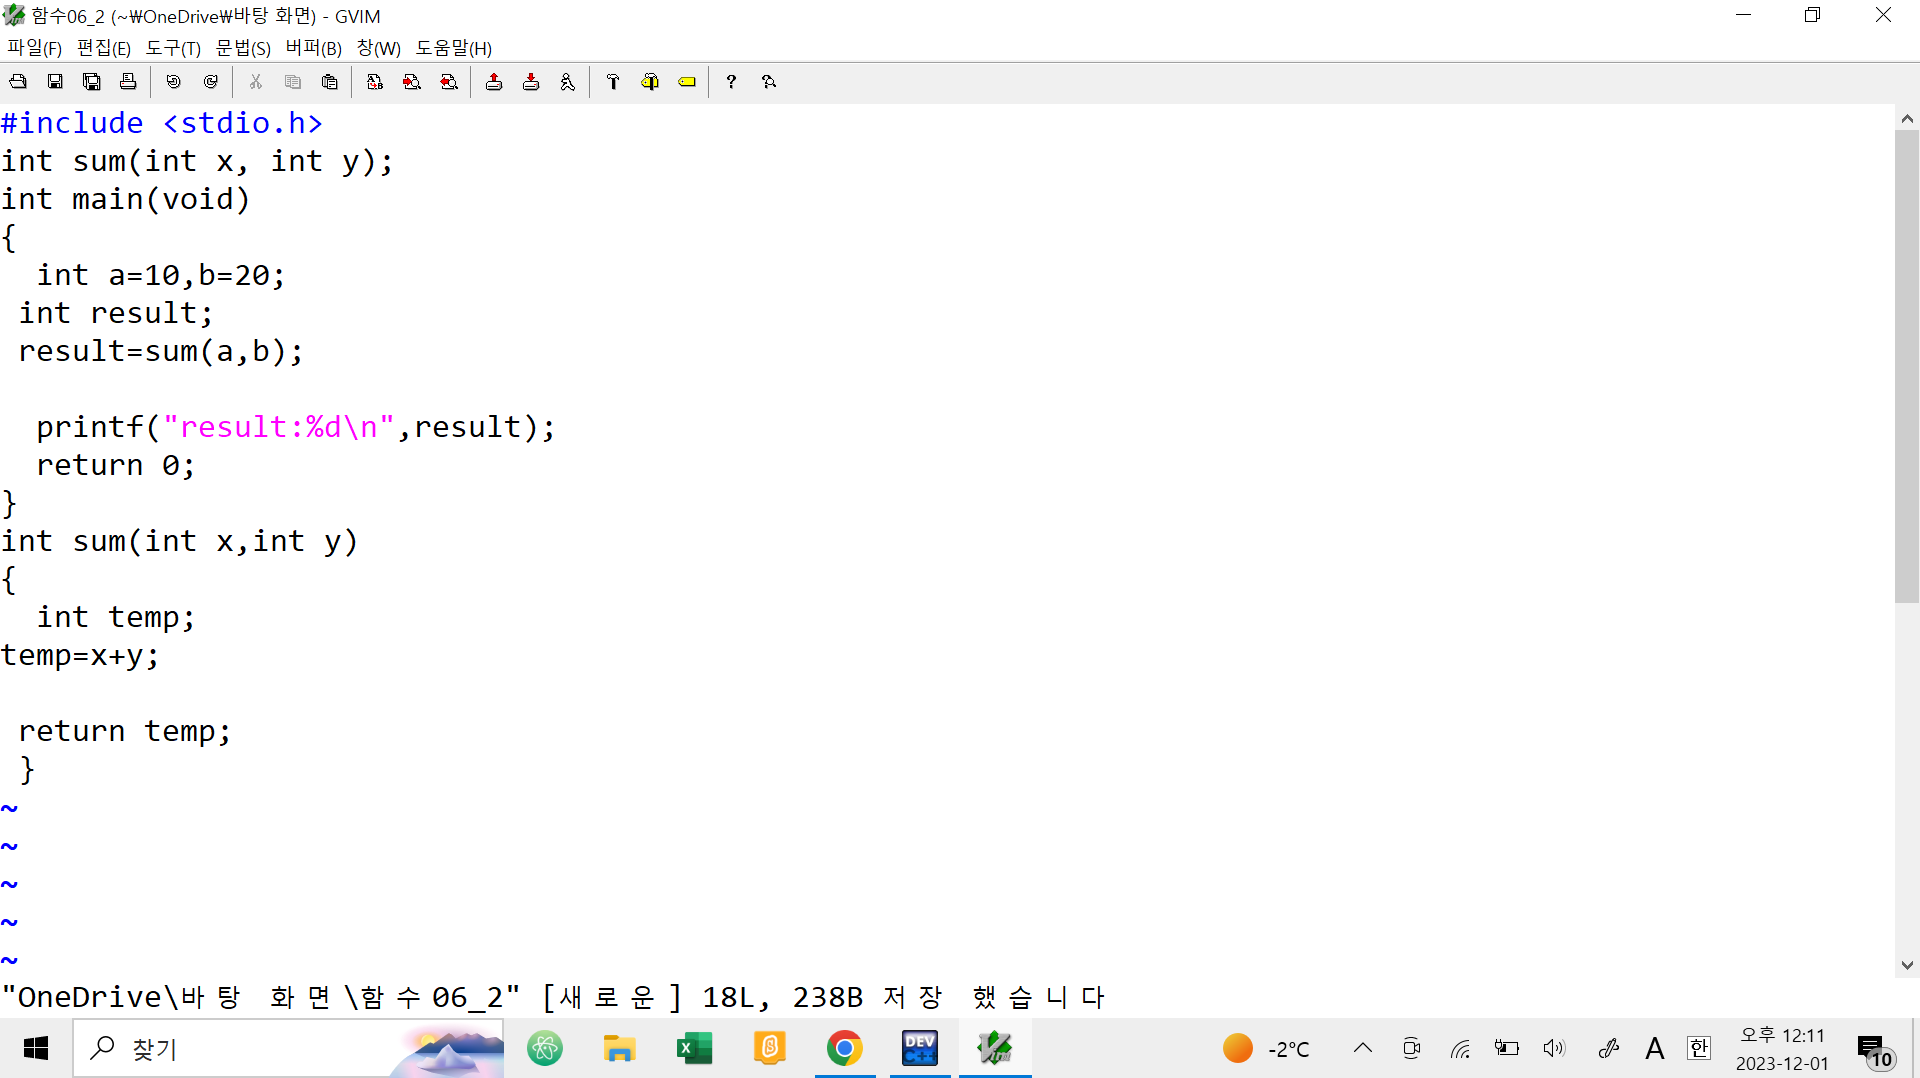 함수06_2 (~₩OneDrive₩바탕 화면) - GVIM
파일(F) 편집(E) 도구(T) 문법(S) 버퍼(B) 창(W) 도움말(H)
#include <stdio.h>
int sum(int x, int y);
int main(void)
{
  int a=10,b=20;
 int result;
 result=sum(a,b);

  printf("result:%d\n",result);
  return 0;
}
int sum(int x,int y)
{
  int temp;
temp=x+y;

 return temp;
 }
~
~
~
~
~
"OneDrive\바탕 화면\함수06_2" [새로운] 18L, 238B 저장 했습니다
찾기
DEV C++
-2°C
A
한
오후 12:11
2023-12-01
10